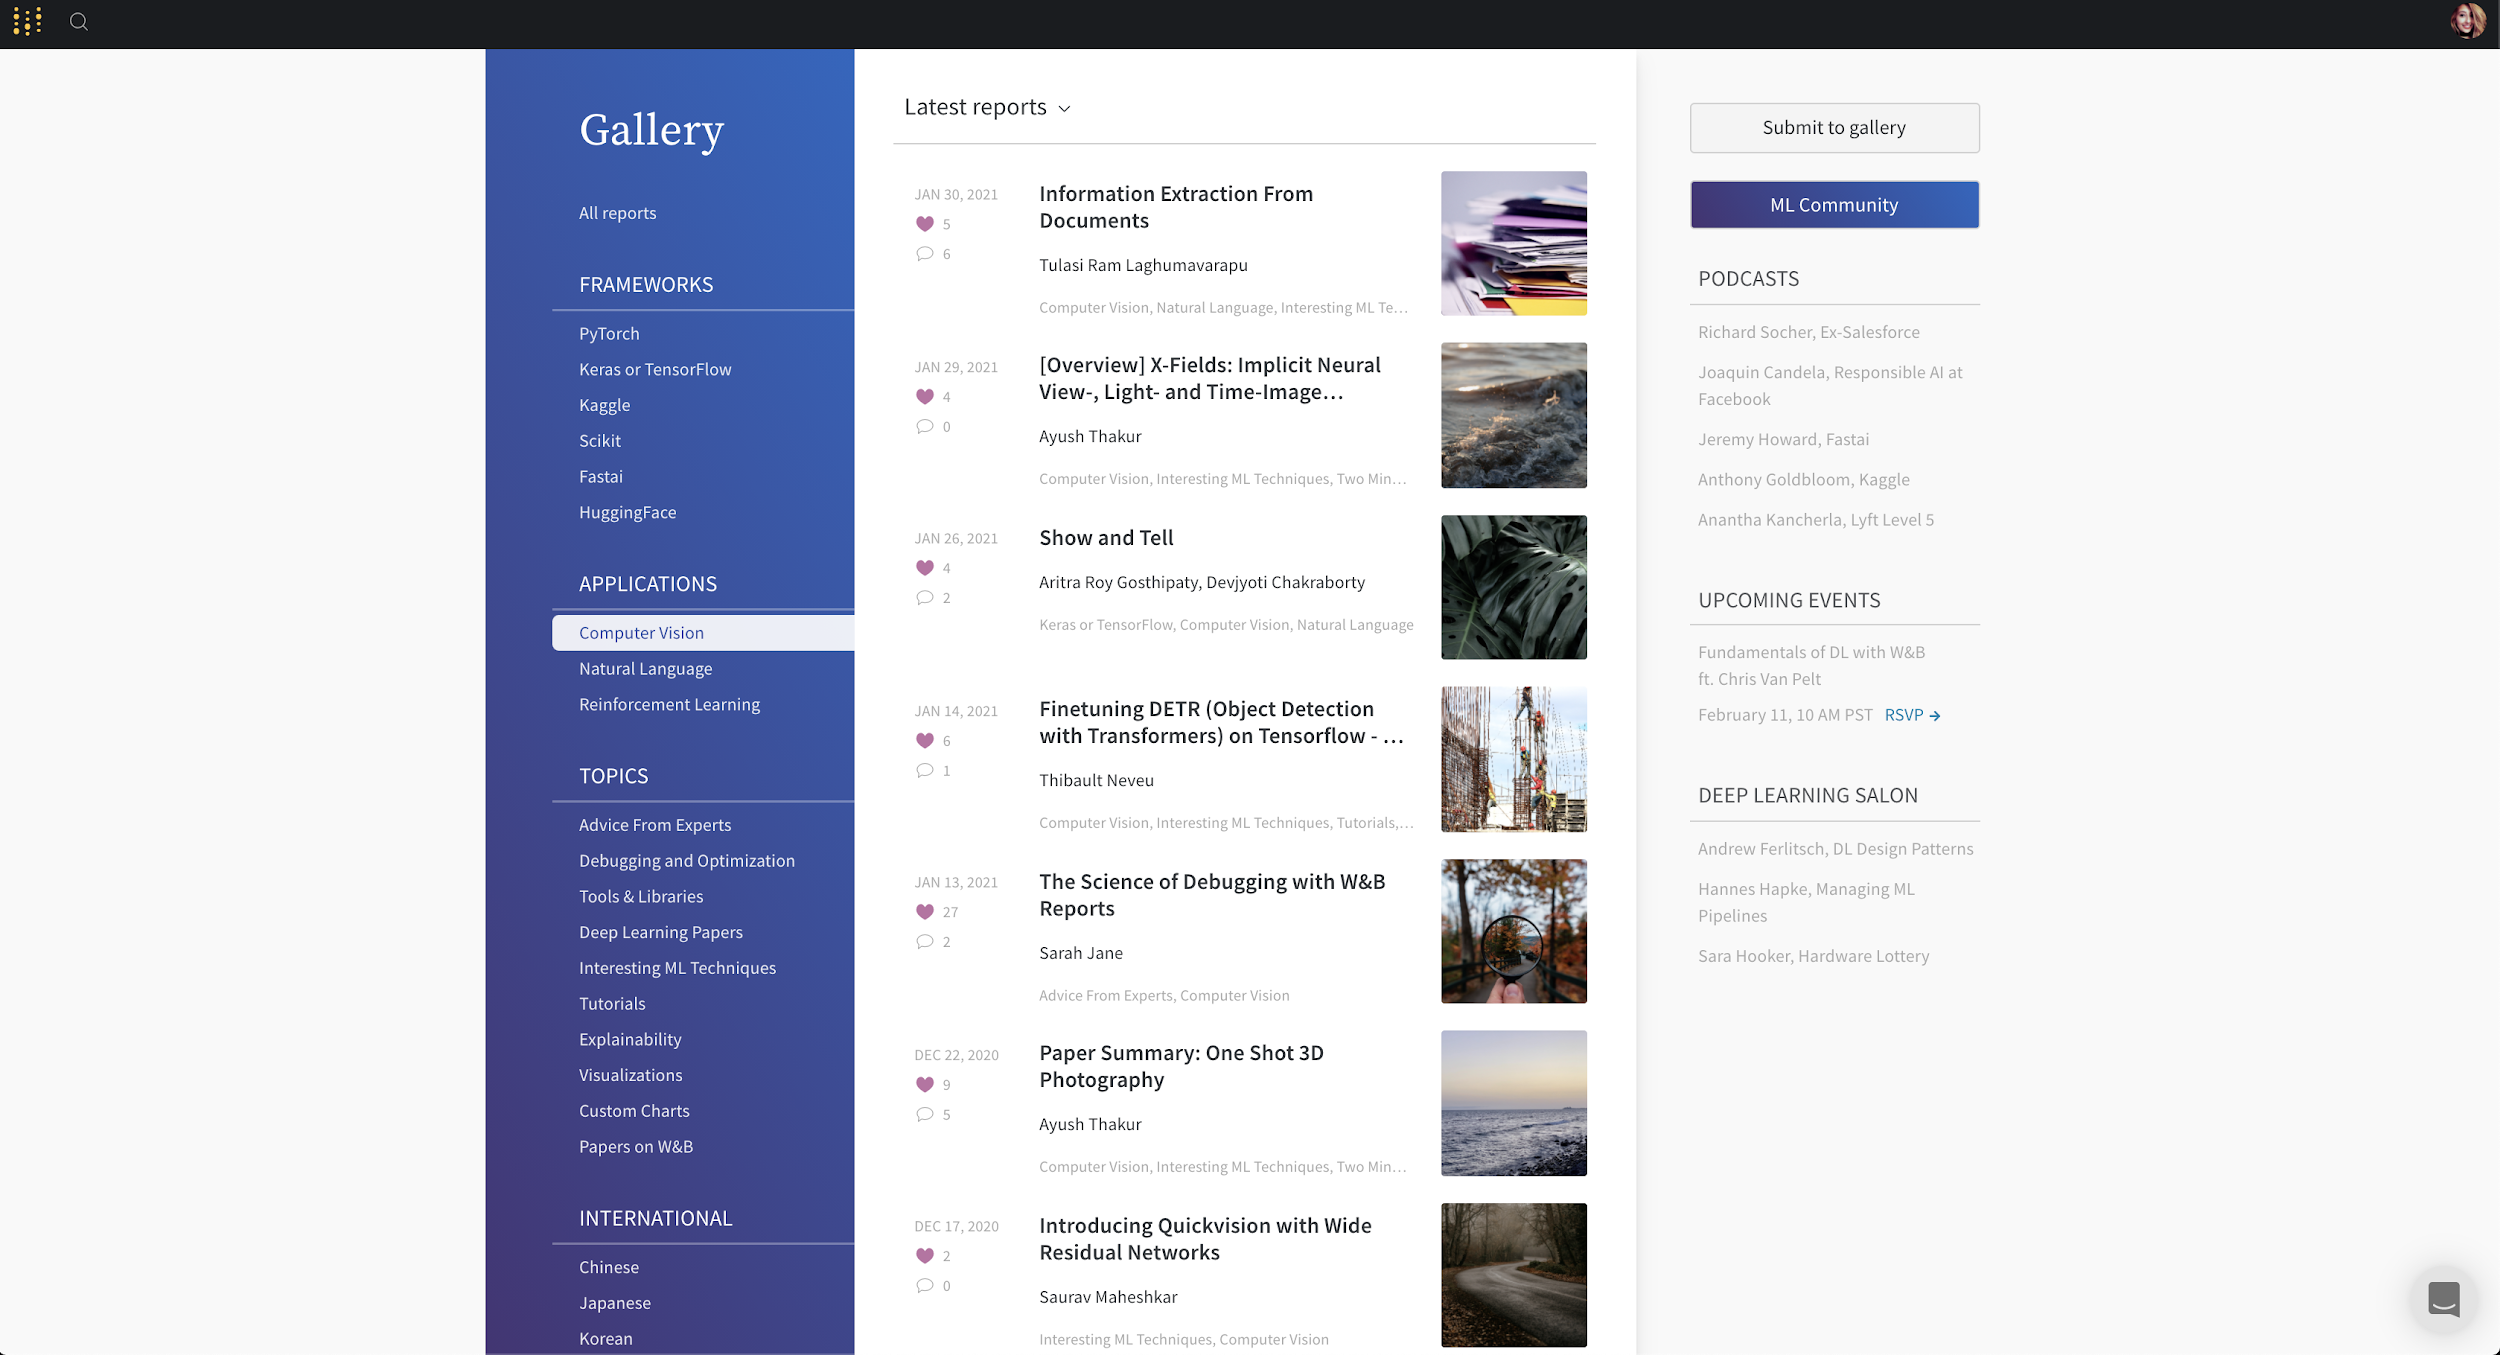 Gallery
All reports
FRAMEWORKS
PyTorch
Keras or TensorFlow
Kaggle
Scikit
Fastai
HuggingFace
APPLICATIONS
Computer Vision
Natural Language
Reinforcement Learning
TOPICS
Advice From Experts
Debugging and Optimization
Tools & Libraries
Deep Learning Papers
Interesting ML Techniques
Tutorials
Explainability
Visualizations
Custom Charts
Papers on W&B
INTERNATIONAL
Chinese
Japanese
Korean
Latest reports
JAN 30, 2021
5
6
Information Extraction From
Documents
Tulasi Ram Laghumavarapu
Computer Vision, Natural Language, Interesting ML Te…
JAN 29, 2021
4
0
[Overview] X-Fields: Implicit Neural
View-, Light- and Time-Image…
Ayush Thakur
Computer Vision, Interesting ML Techniques, Two Min…
JAN 26, 2021
4
2
Show and Tell
Aritra Roy Gosthipaty, Devjyoti Chakraborty
Keras or TensorFlow, Computer Vision, Natural Language
JAN 14, 2021
6
1
Finetuning DETR (Object Detection
with Transformers) on Tensorflow - …
Thibault Neveu
Computer Vision, Interesting ML Techniques, Tutorials,…
JAN 13, 2021
27
2
The Science of Debugging with W&B
Reports
Sarah Jane
Advice From Experts, Computer Vision
DEC 22, 2020
9
5
Paper Summary: One Shot 3D
Photography
Ayush Thakur
Computer Vision, Interesting ML Techniques, Two Min…
DEC 17, 2020
2
0
Introducing Quickvision with Wide
Residual Networks
Saurav Maheshkar
Interesting ML Techniques, Computer Vision
Submit to gallery
ML Community
PODCASTS
Richard Socher, Ex-Salesforce
Joaquin Candela, Responsible AI at
Facebook
Jeremy Howard, Fastai
Anthony Goldbloom, Kaggle
Anantha Kancherla, Lyft Level 5
UPCOMING EVENTS
Fundamentals of DL with W&B
ft. Chris Van Pelt
February 11, 10 AM PST RSVP →
DEEP LEARNING SALON
Andrew Ferlitsch, DL Design Patterns
Hannes Hapke, Managing ML
Pipelines
Sara Hooker, Hardware Lottery